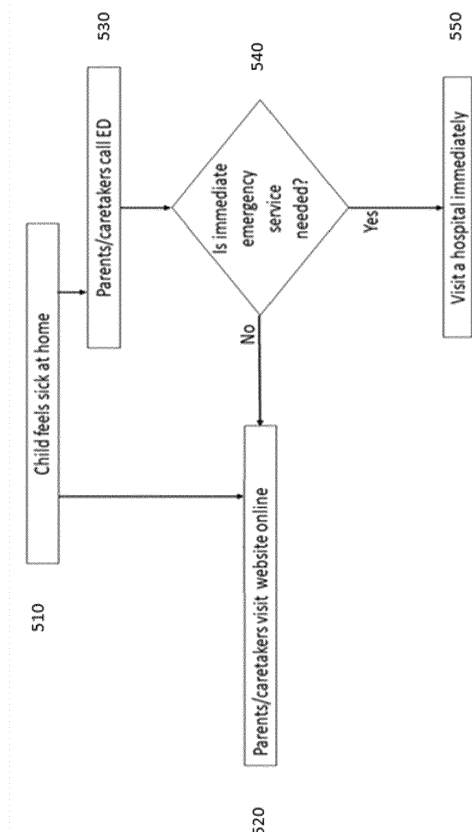 510
Child feels sick at home
530
Parents/caretakers call ED
540
Is immediate
emergency
service
needed?
No
Yes
520
Parents/caretakers visit website online
550
Visit a hospital immediately